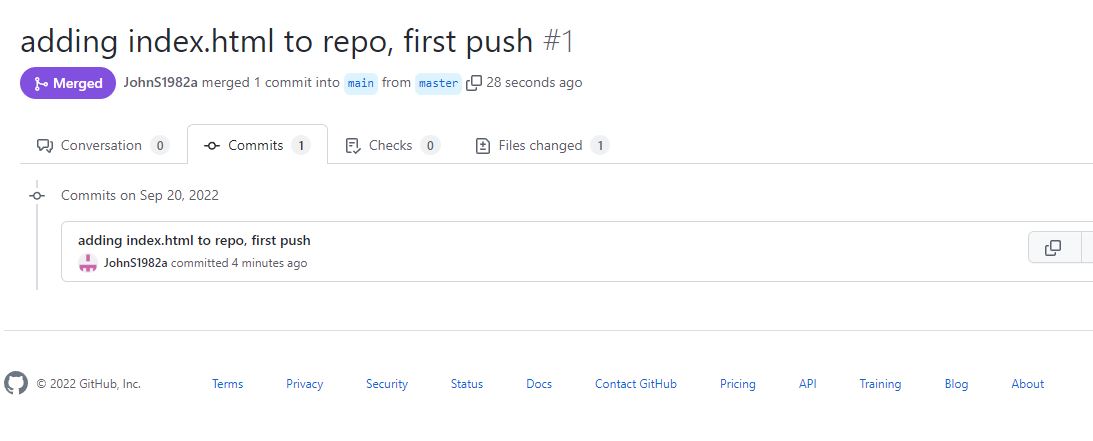 adding index.html to repo, first push #1
Merged JohnS1982a merged 1 commit into main from master 28 seconds ago
Conversation 0 Commits 1 Checks 0 Files changed 1
Commits on Sep 20, 2022
adding index.html to repo, first push
JohnS1982a committed 4 minutes ago
© 2022 GitHub, Inc. Terms Privacy Security Status Docs Contact GitHub Pricing API Training Blog About